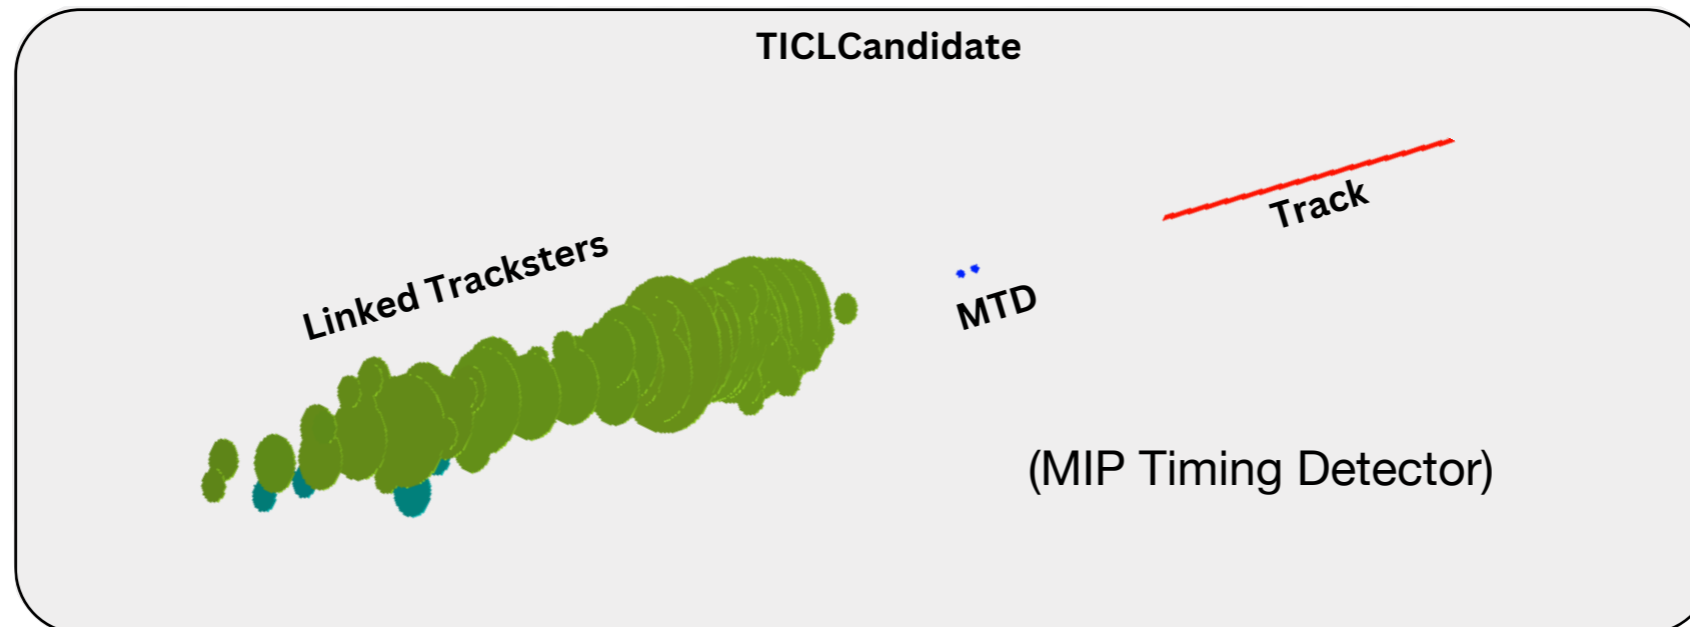 TICLCandidate
Track
Linked Tracksters
MTD
(MIP Timing Detector)